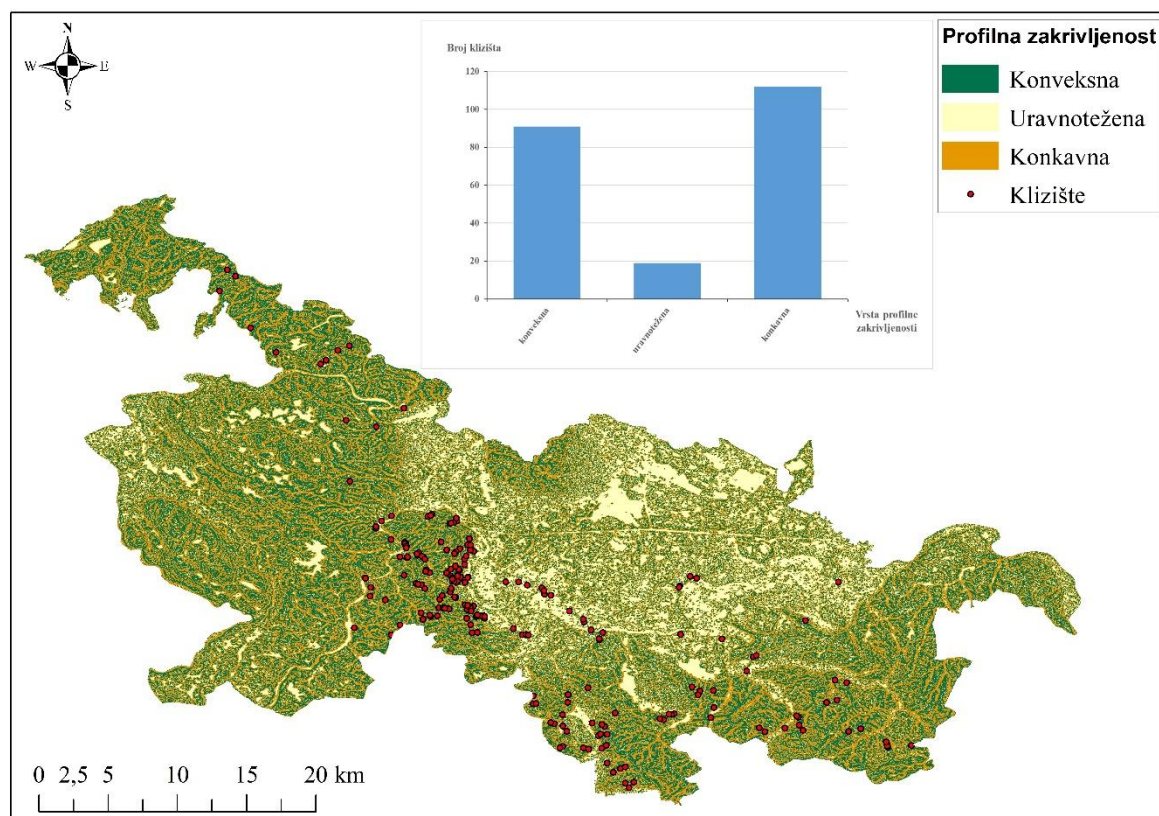 N
W E
S
Broj klizišta
120
100
80
60
40
20
0
konveksna
uravnotežena
konkavna
Vrsta profilne
zakrivljenosti
Profilna zakrivljenost
Konveksna
Uravnotežena
Konkavna
Klizište
0 2,5 5 10 15 20 km